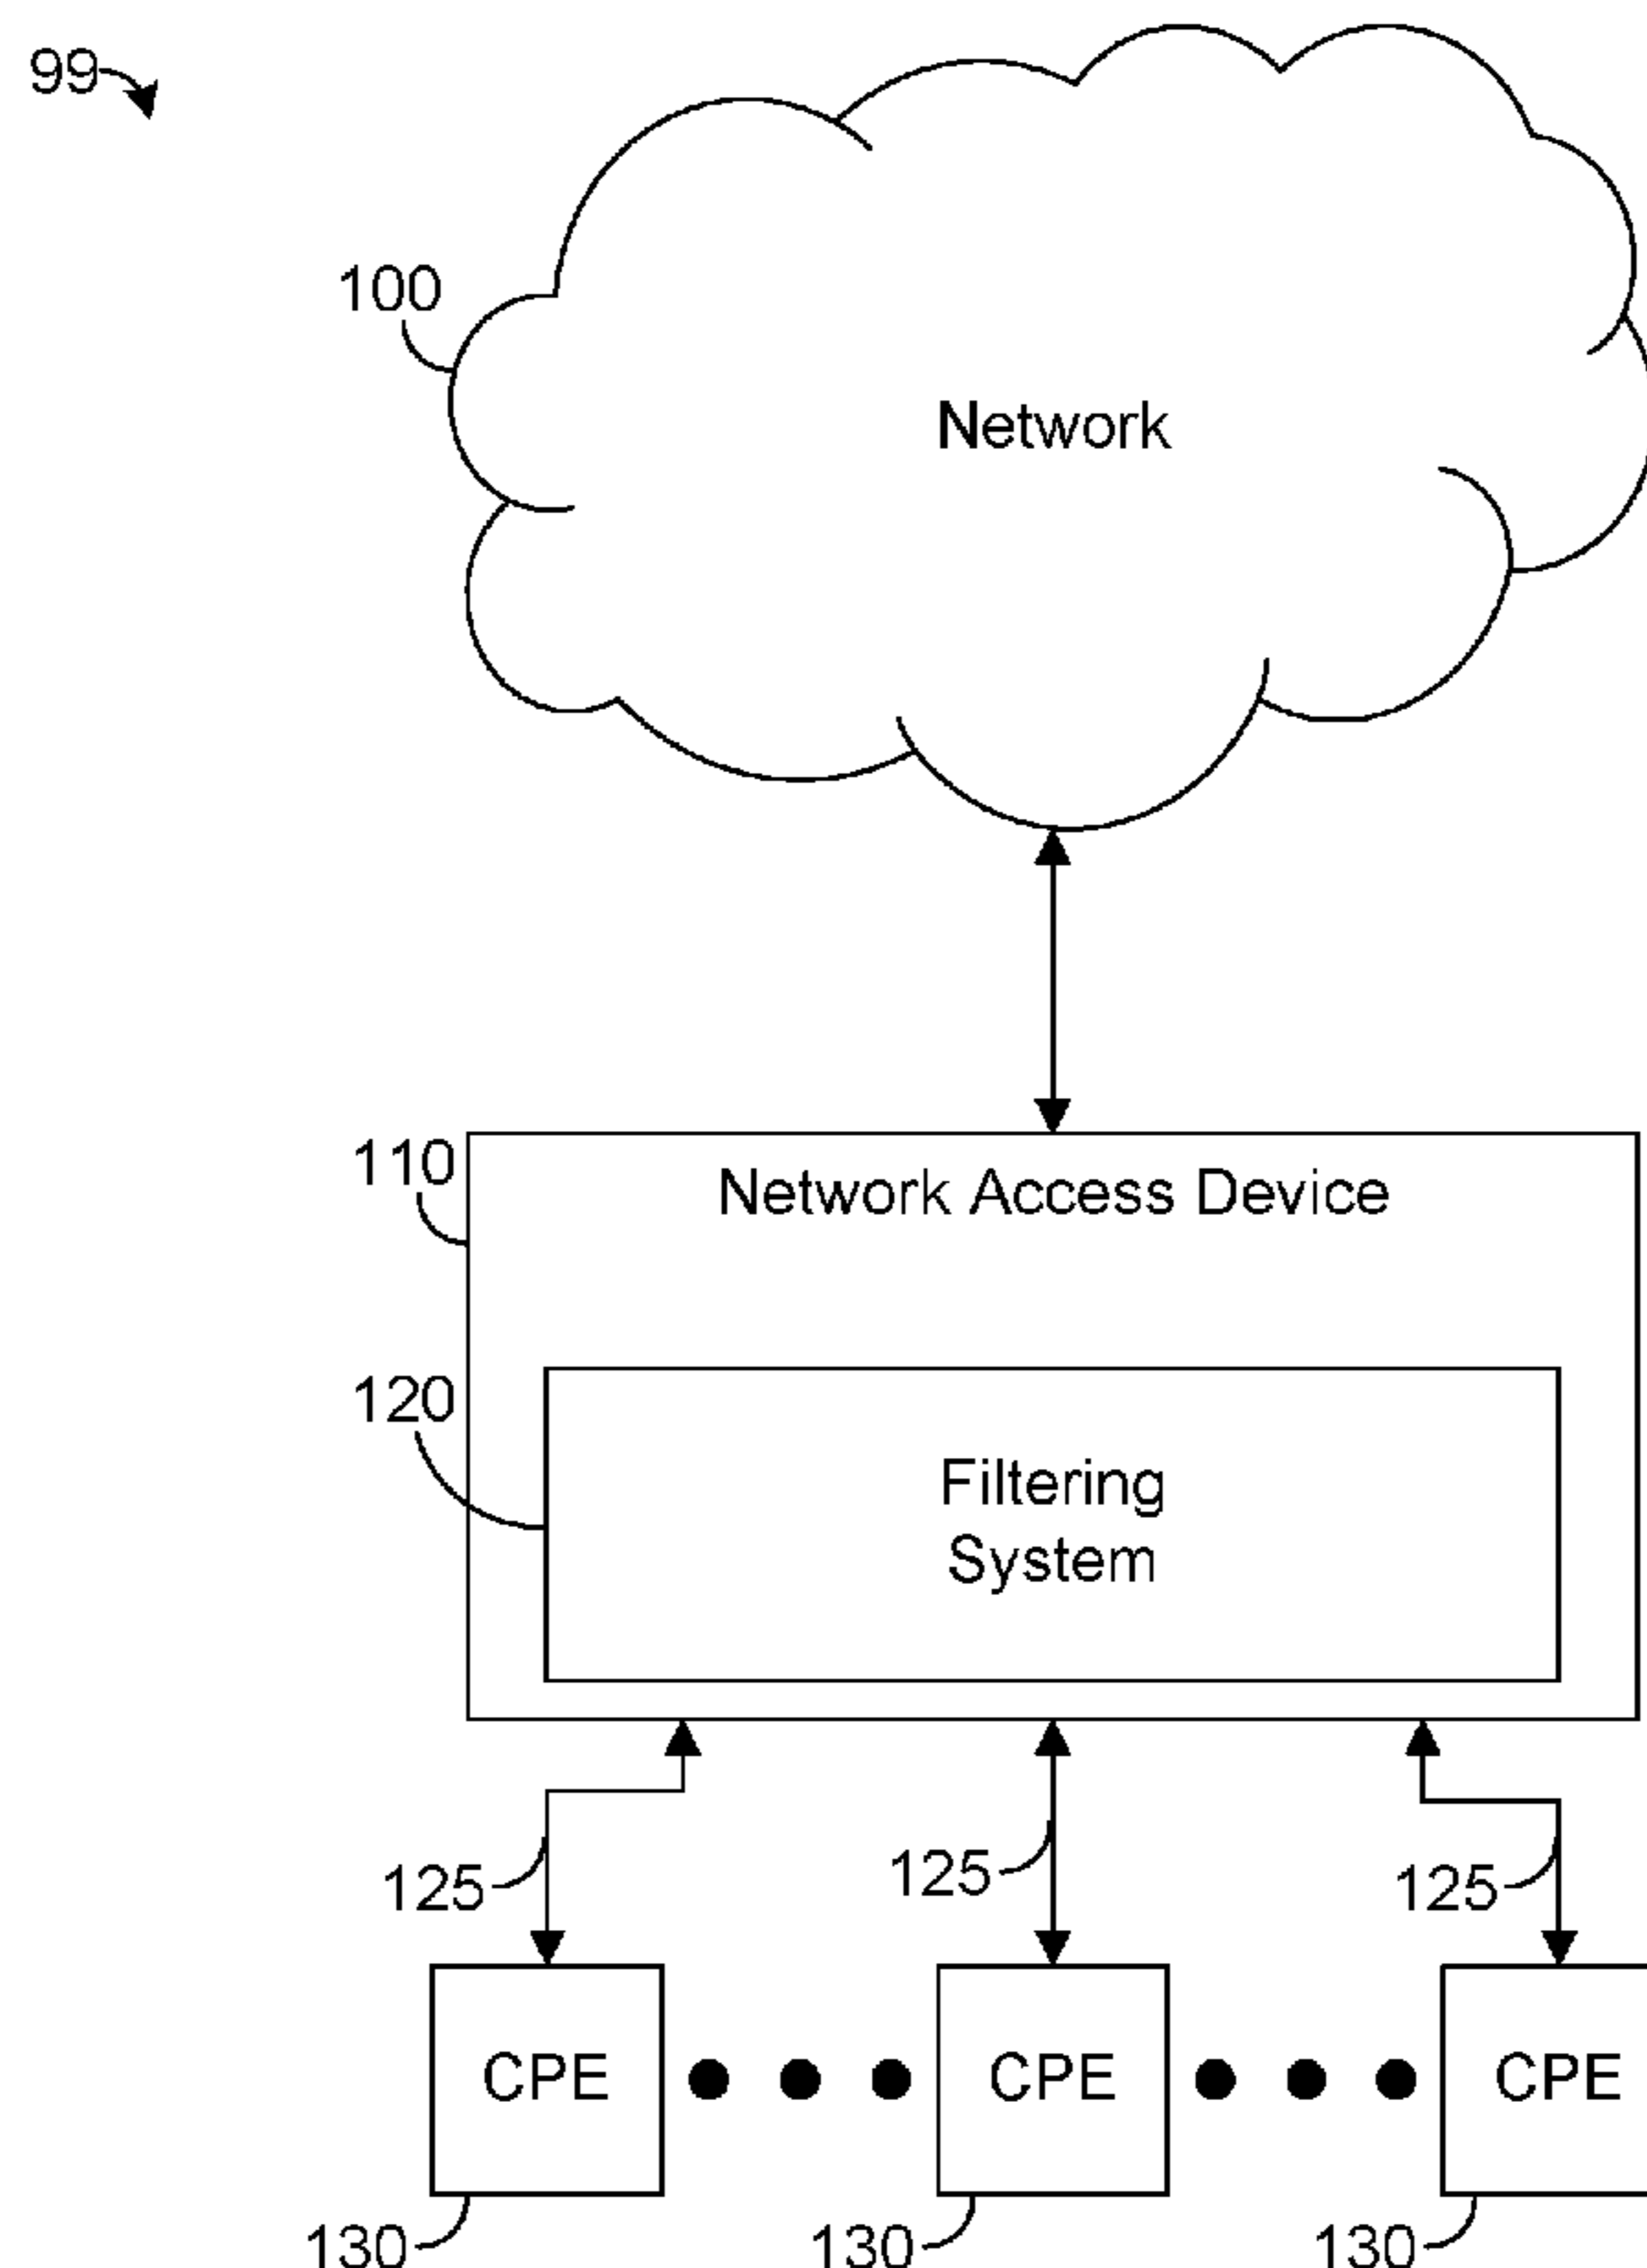 99
100
Network
110
Network Access Device
120
Filtering
System
125
125
125
CPE
CPE
CPE
130
130
130